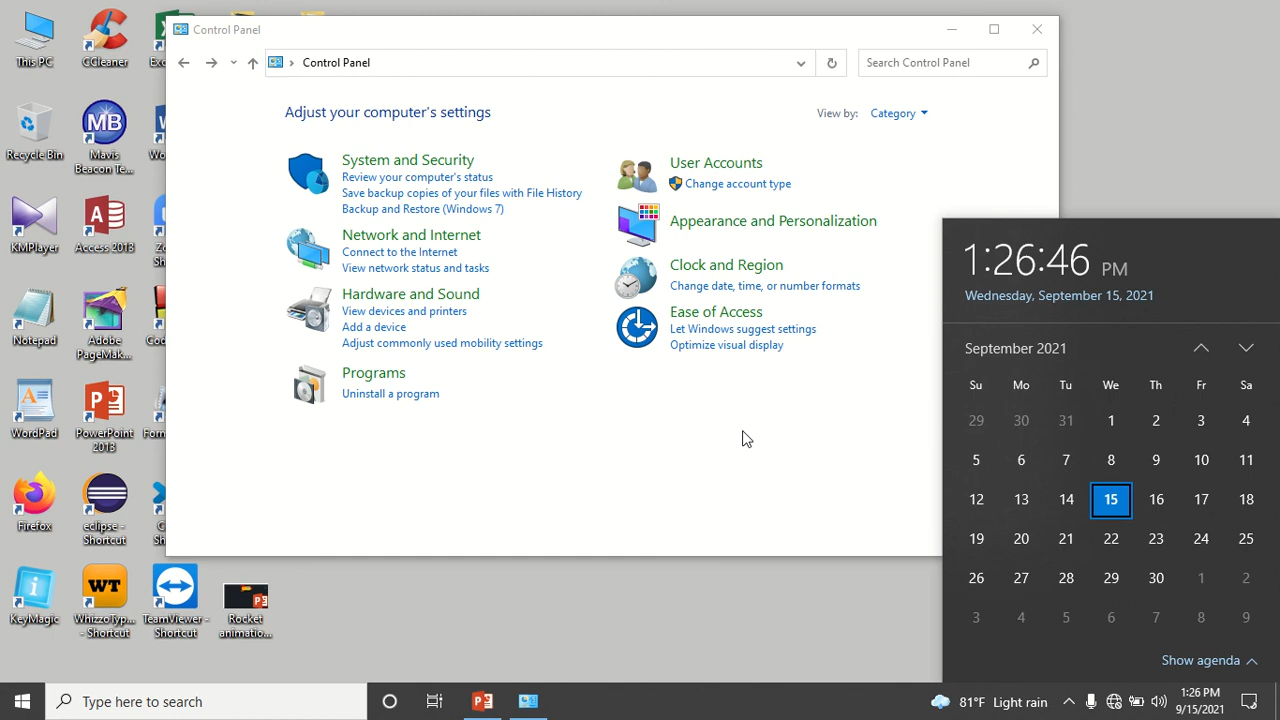 This PC
CCleaner
Exc
Recycle Bin
Mavis
Beacon Te...
Wo
KMPlayer
Access 2013
Zo
Sh
Notepad
Adobe
PageMak...
Cod
WordPad
PowerPoint
2013
Forn
Firefox
eclipse -
Shortcut
C
Sh
KeyMagic
WhizzoTyp...
- Shortcut
TeamViewer -
Shortcut
Rocket
animatio...
MB
WT
Control Panel
Control Panel
Search Control Panel
Adjust your computer's settings
View by: Category
System and Security
Review your computer's status
Save backup copies of your files with File History
Backup and Restore (Windows 7)
Network and Internet
Connect to the Internet
View network status and tasks
Hardware and Sound
View devices and printers
Add a device
Adjust commonly used mobility settings
Programs
Uninstall a program
User Accounts
Change account type
Appearance and Personalization
Clock and Region
Change date, time, or number formats
Ease of Access
Let Windows suggest settings
Optimize visual display
1:26:46 PM
Wednesday, September 15, 2021
September 2021
Su Mo Tu We Th Fr Sa
29 30 31 1 2 3 4
5 6 7 8 9 10 11
12 13 14 15 16 17 18
19 20 21 22 23 24 25
26 27 28 29 30 1 2
3 4 5 6 7 8 9
Show agenda
Type here to search
81°F Light rain
1:26 PM
9/15/2021